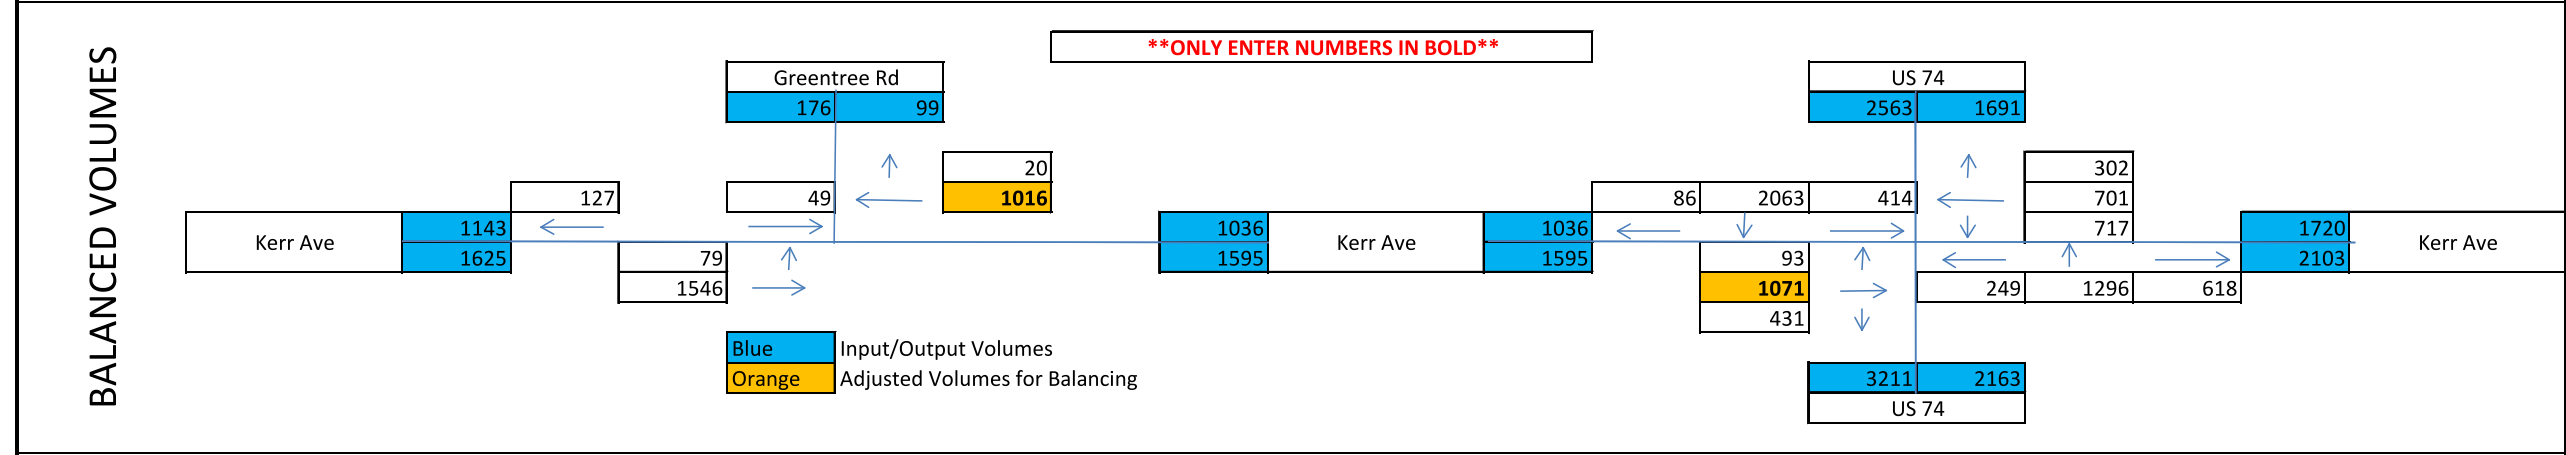 BALANCED VOLUMES
**ONLY ENTER NUMBERS IN BOLD**
Greentree Rd
US 74
176 99
2563 1691
20
302
127
49
1016
86 2063 414
701
Kerr Ave
1143
1036
Kerr Ave
1036
717
1720
Kerr Ave
1625
79
1595
1595
93
2103
1546
1071
249 1296 618
431
Blue Input/Output Volumes
Orange Adjusted Volumes for Balancing
3211 2163
US 74